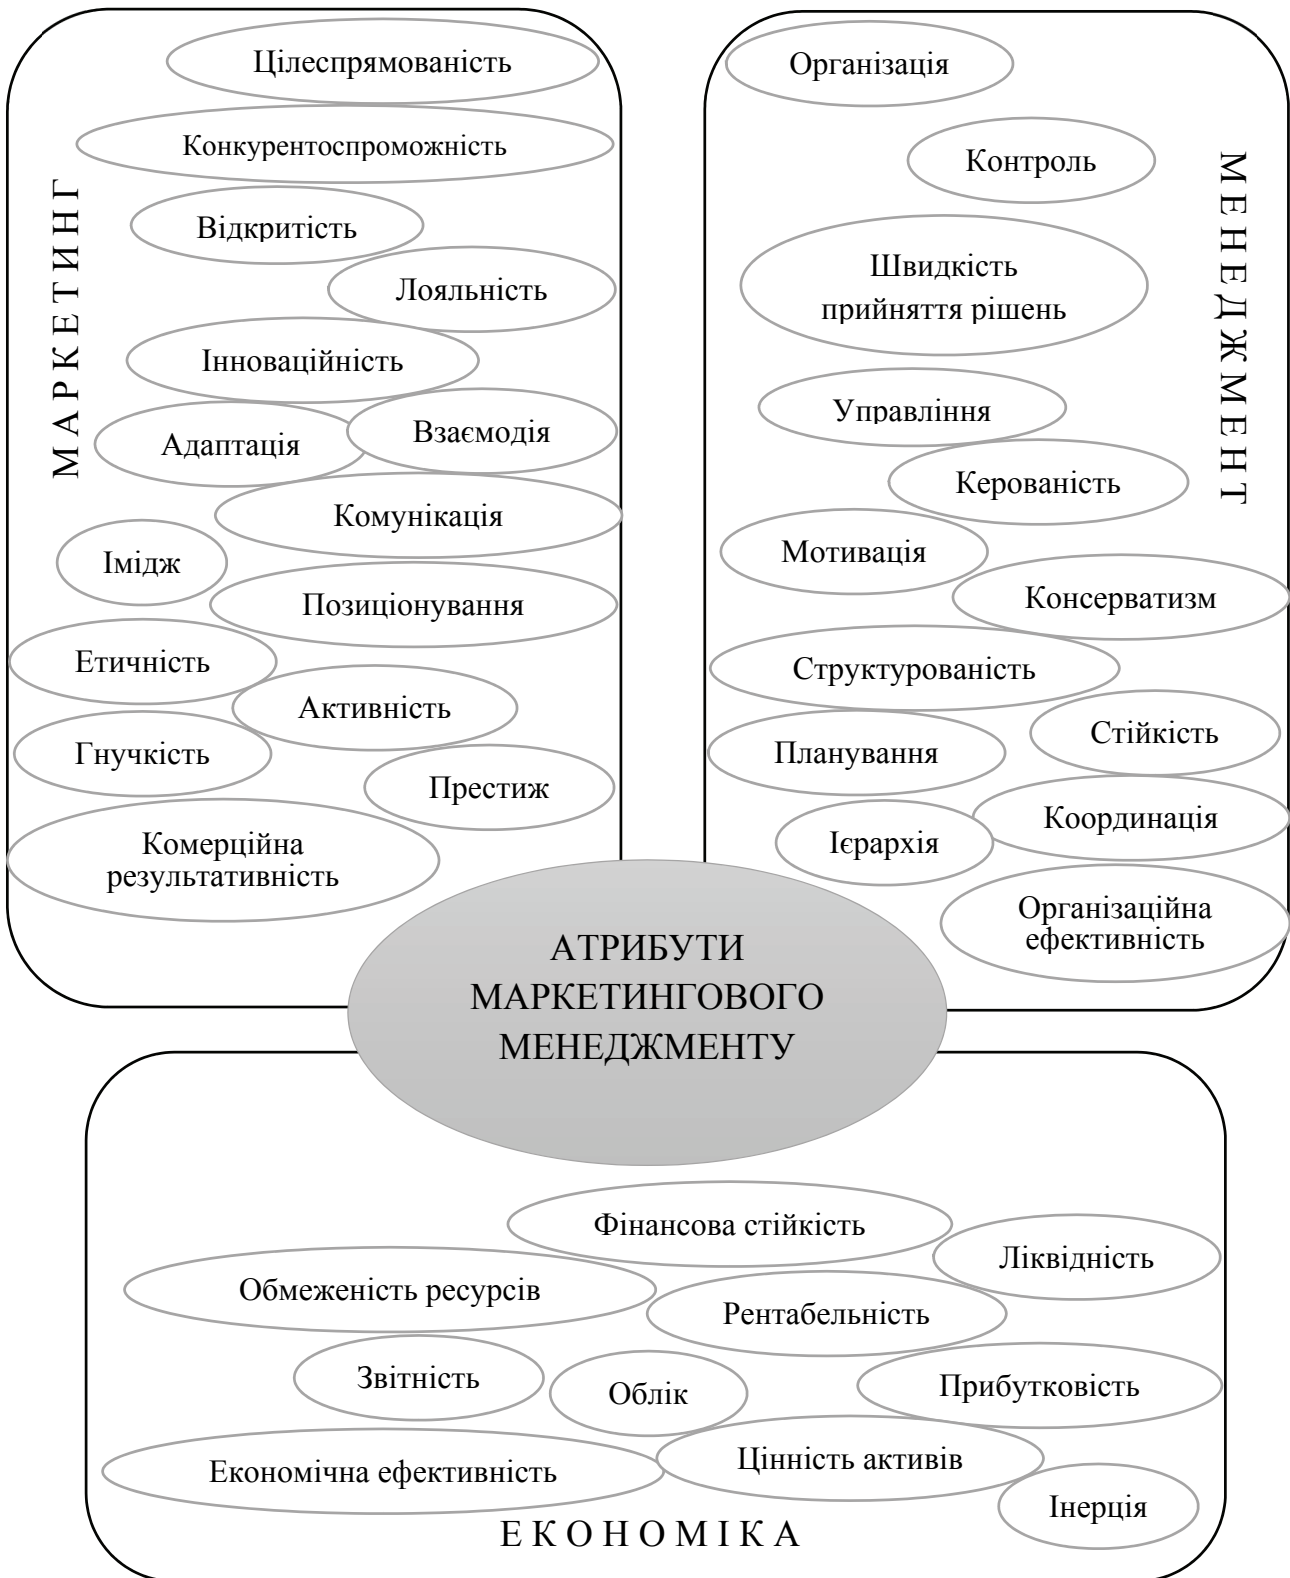 МАРКЕТИНГ
Цілеспрямованість
Конкурентоспроможність
Відкритість
Лояльність
Інноваційність
Адаптація
Взаємодія
Комунікація
Імідж
Позиціонування
Етичність
Активність
Гнучкість
Престиж
Комерційна
результативність
МЕНЕДЖМЕНТ
Організація
Контроль
Швидкість
прийняття рішень
Управління
Керованість
Мотивація
Консерватизм
Структурованість
Стійкість
Планування
Координація
Ієрархія
Організаційна
ефективність
АТРИБУТИ
МАРКЕТИНГОВОГО
МЕНЕДЖМЕНТУ
Фінансова стійкість
Ліквідність
Обмеженість ресурсів
Рентабельність
Звітність
Облік
Прибутковість
Економічна ефективність
Цінність активів
Інерція
ЕКОНОМІКА